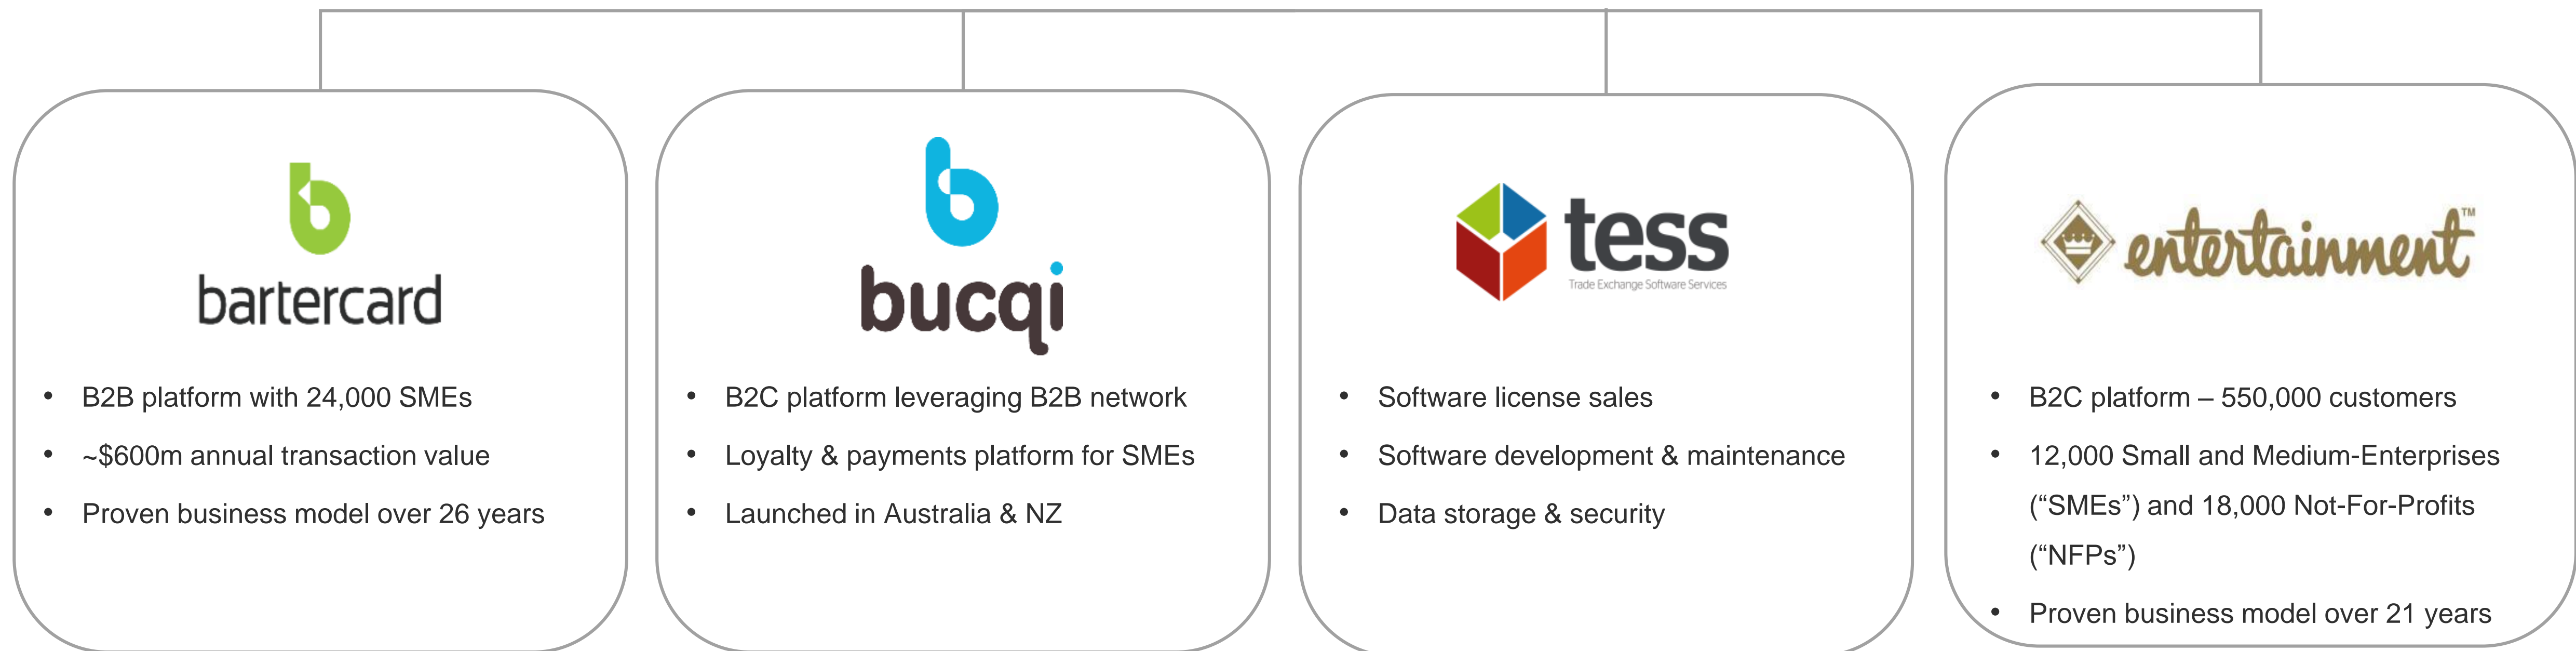 bartercard
• B2B platform with 24,000 SMEs
• ~$600m annual transaction value
• Proven business model over 26 years
bucqi
• B2C platform leveraging B2B network
• Loyalty & payments platform for SMEs
• Launched in Australia & NZ
tess
Trade Exchange Software Services
• Software license sales
• Software development & maintenance
• Data storage & security
entertainment™
• B2C platform – 550,000 customers
• 12,000 Small and Medium-Enterprises
(“SMEs”) and 18,000 Not-For-Profits
(“NFPs”)
• Proven business model over 21 years